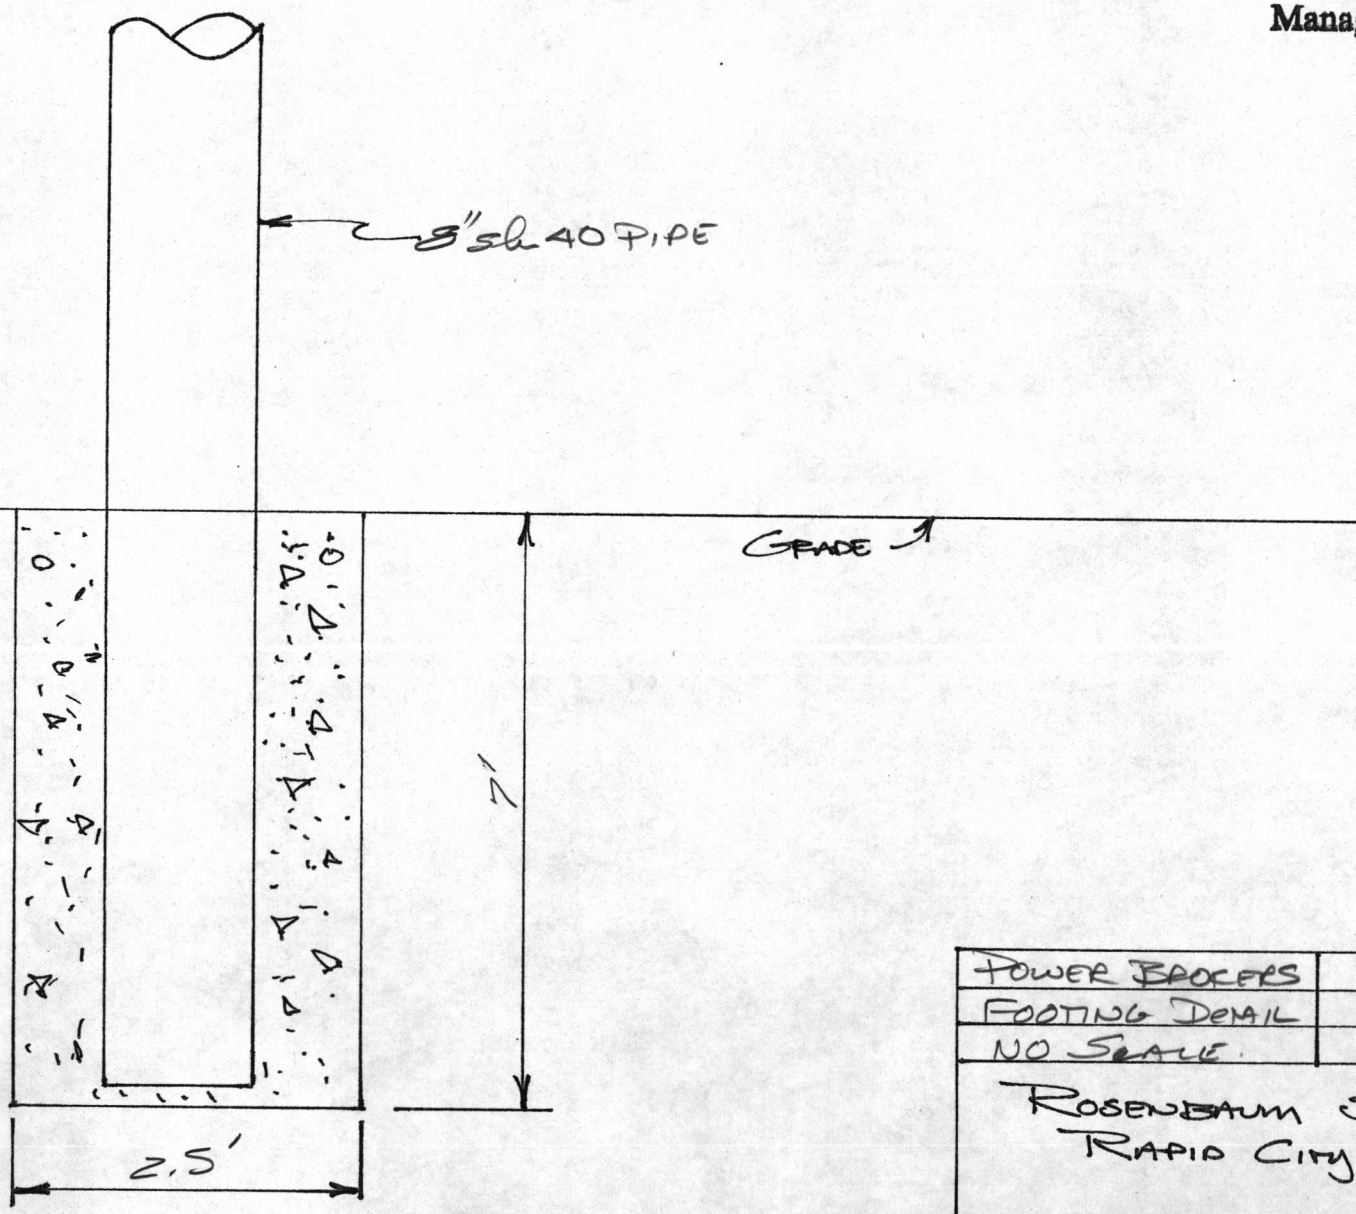 Mana
8" sch 40 PIPE
GRADE
7'
2.5'
POWER BROKERS
FOOTING DETAIL
NO SCALE
ROSENBAUM
RAPID CITY